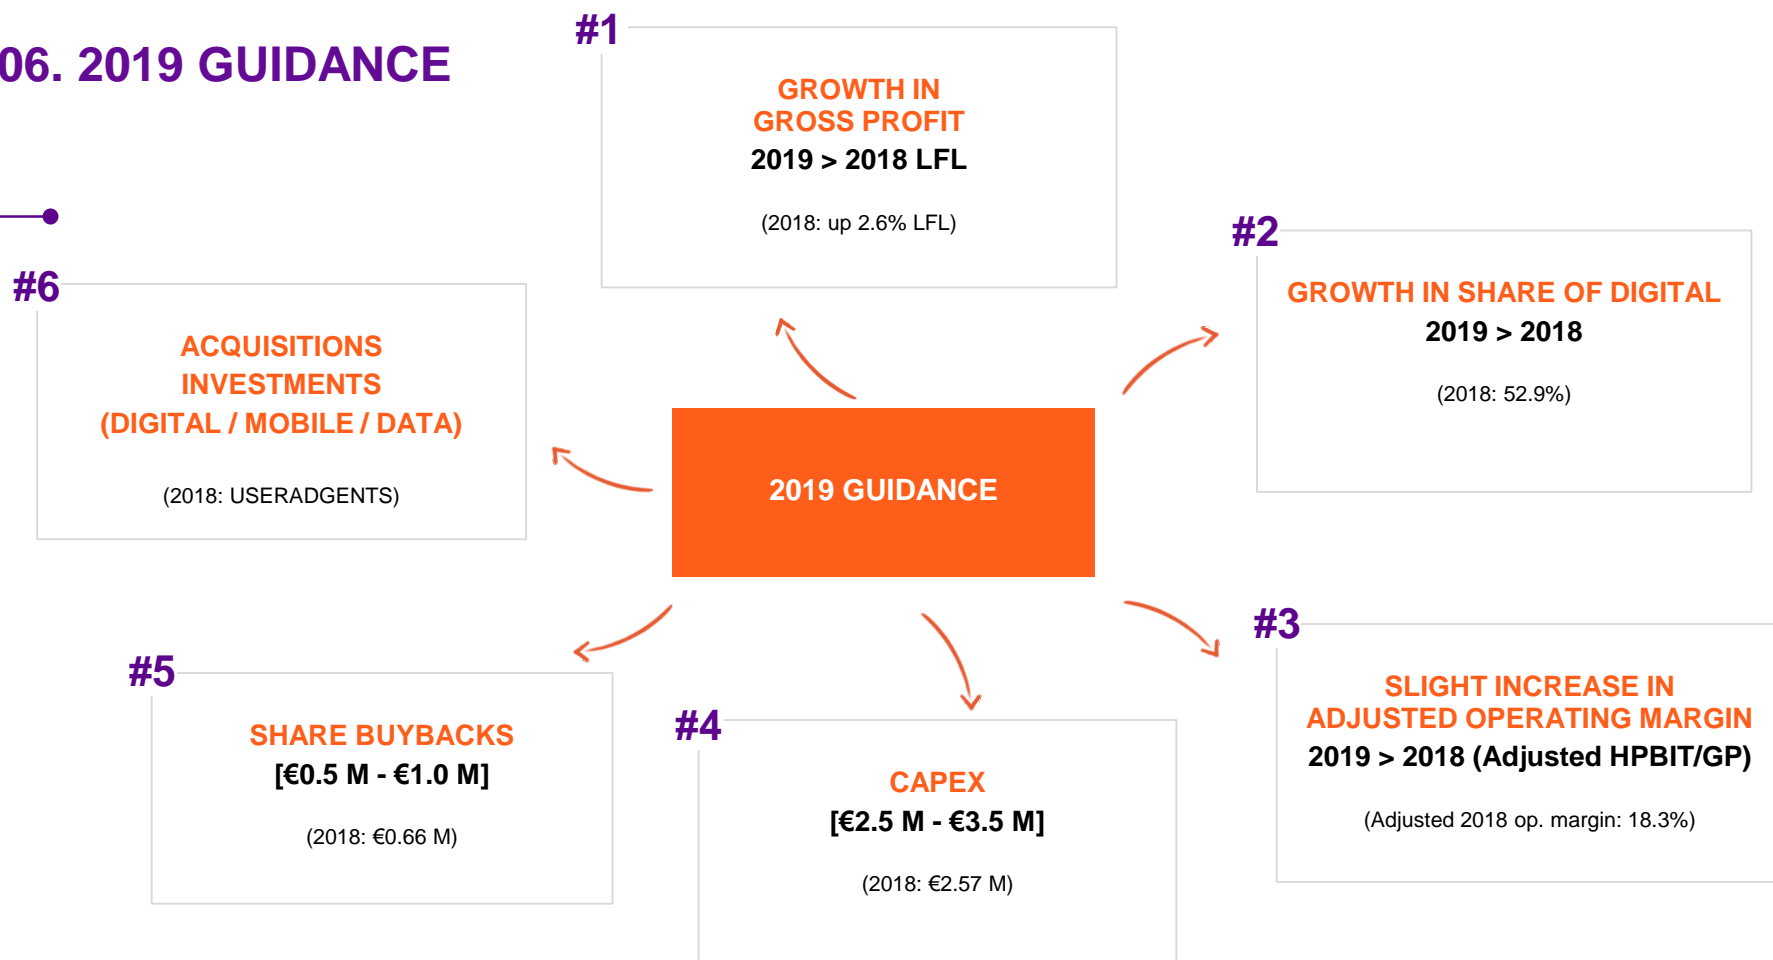 06. 2019 GUIDANCE
#1
GROWTH IN
GROSS PROFIT
2019 > 2018 LFL
(2018: up 2.6% LFL)
#2
GROWTH IN SHARE OF DIGITAL
2019 > 2018
(2018: 52.9%)
#6
ACQUISITIONS
INVESTMENTS
(DIGITAL / MOBILE / DATA)
(2018: USERADGENTS)
2019 GUIDANCE
#3
SLIGHT INCREASE IN
ADJUSTED OPERATING MARGIN
2019 > 2018 (Adjusted HPBIT/GP)
(Adjusted 2018 op. margin: 18.3%)
#5
SHARE BUYBACKS
[€0.5 M - €1.0 M]
(2018: €0.66 M)
#4
CAPEX
[€2.5 M - €3.5 M]
(2018: €2.57 M)